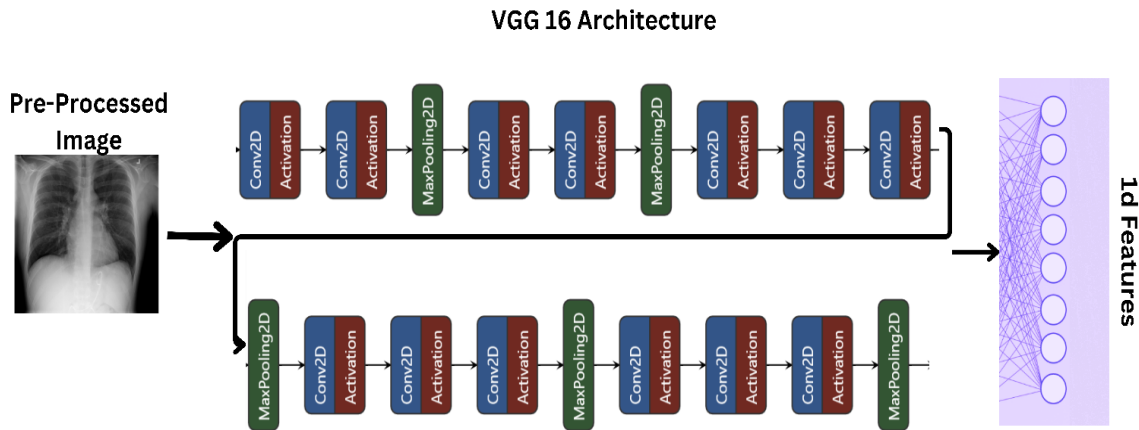 VGG 16 Architecture
Pre-Processed
Image
Conv2D
Activation
Conv2D
Activation
MaxPooling2D
Conv2D
Activation
Conv2D
Activation
MaxPooling2D
Conv2D
Activation
Conv2D
Activation
Conv2D
Activation
MaxPooling2D
Conv2D
Activation
Conv2D
Activation
Conv2D
Activation
MaxPooling2D
Conv2D
Activation
Conv2D
Activation
Conv2D
Activation
MaxPooling2D
1d Features